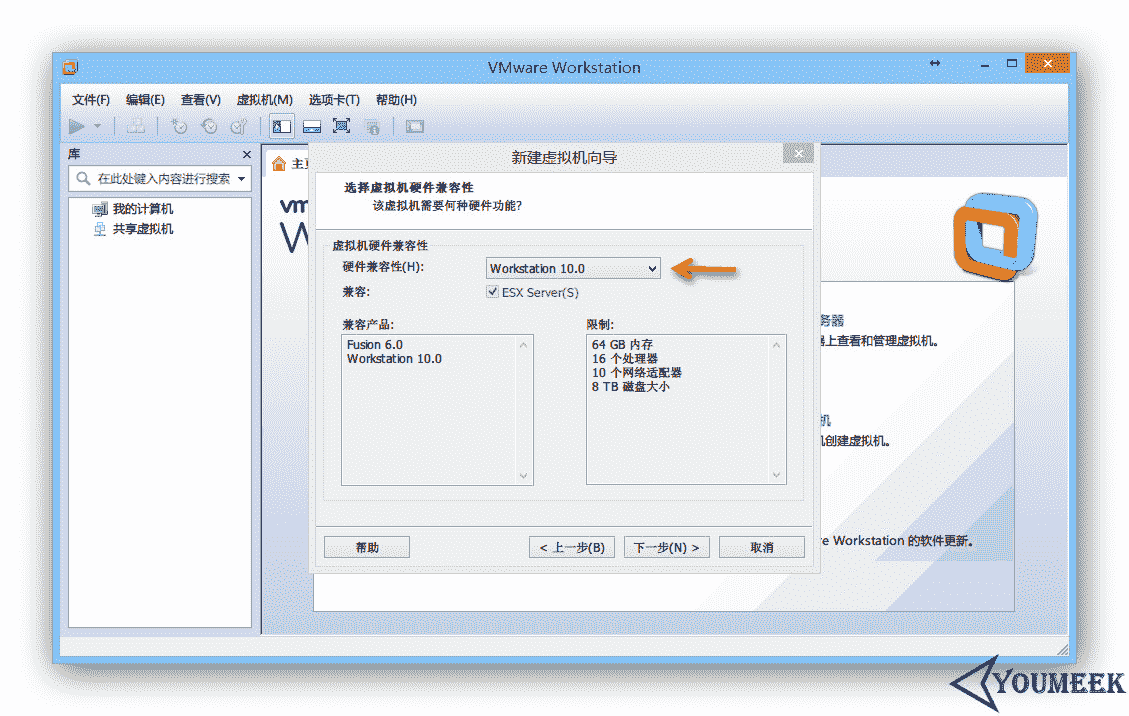 VMware Workstation
文件(F) 编辑(E) 查看(V) 虚拟机(M) 选项卡(T) 帮助(H)
库
在此处键入内容进行搜索
我的计算机
共享虚拟机
新建虚拟机向导
选择虚拟机硬件兼容性
该虚拟机需要何种硬件功能?
虚拟机硬件兼容性
硬件兼容性(H): Workstation 10.0
兼容: ESX Server(S)
兼容产品:
Fusion 6.0
Workstation 10.0
限制:
64 GB 内存
16 个处理器
10 个网络适配器
8 TB 磁盘大小
帮助 < 上一步(B) 下一步(N) > 取消
主
vm
W
务器
器上查看和管理虚拟机。
机
机创建虚拟机。
re Workstation 的软件更新。
YOUMEEK